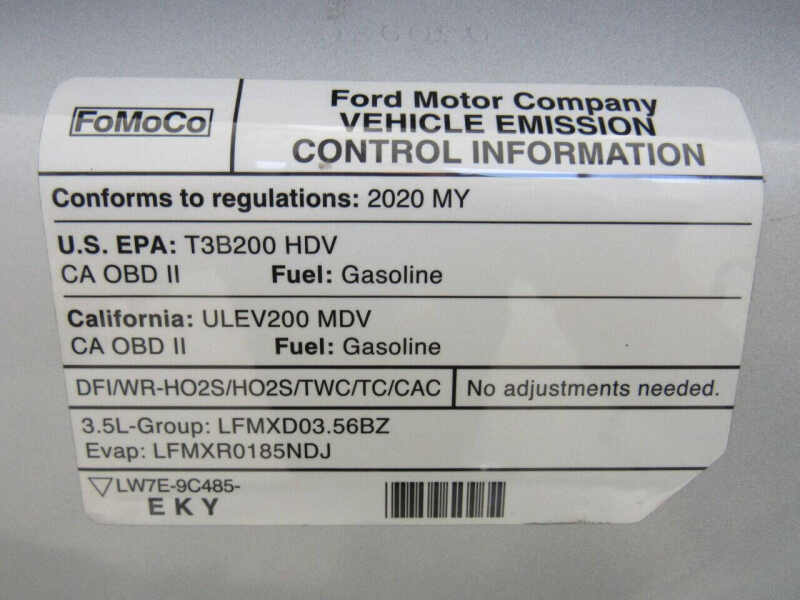 FoMoCo
Ford Motor Company
VEHICLE EMISSION
CONTROL INFORMATION
Conforms to regulations: 2020 MY
U.S. EPA: T3B200 HDV
CA OBD II Fuel: Gasoline
California: ULEV200 MDV
CA OBD II Fuel: Gasoline
DFI/WR-HO2S/HO2S/TWC/TC/CAC No adjustments needed.
3.5L-Group: LFMXD03.56BZ
Evap: LFMXR0185NDJ
LW7E-9C485-
EKY